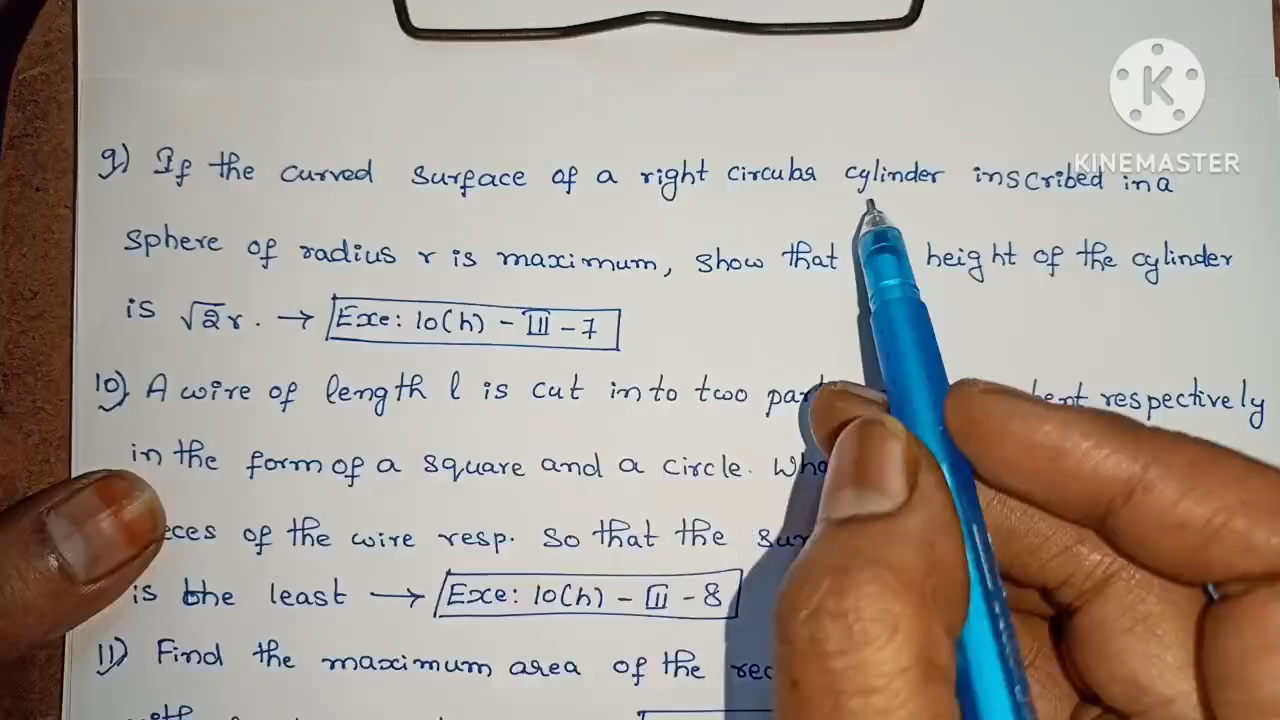 KINEMASTER
9) If the curved surface of a right circular cylinder inscribed in a
sphere of radius r is maximum, show that height of the cylinder
is √2r. → Exe: 10(h) - III - 7
10) A wire of length l is cut into two respectively
in the form of a square and a circle.
of the wire resp. so that the
is the least → Exe: 10(h) - II - 8
11) Find the maximum area of the